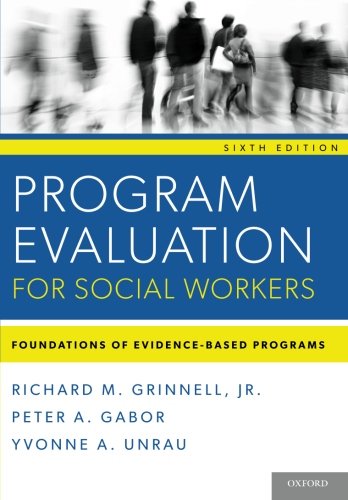 SIXTH EDITION
PROGRAM
EVALUATION
FOR SOCIAL WORKERS
FOUNDATIONS OF EVIDENCE-BASED PROGRAMS
RICHARD M. GRINNELL, JR.
PETER A. GABOR
YVONNE A. UNRAU
OXFORD